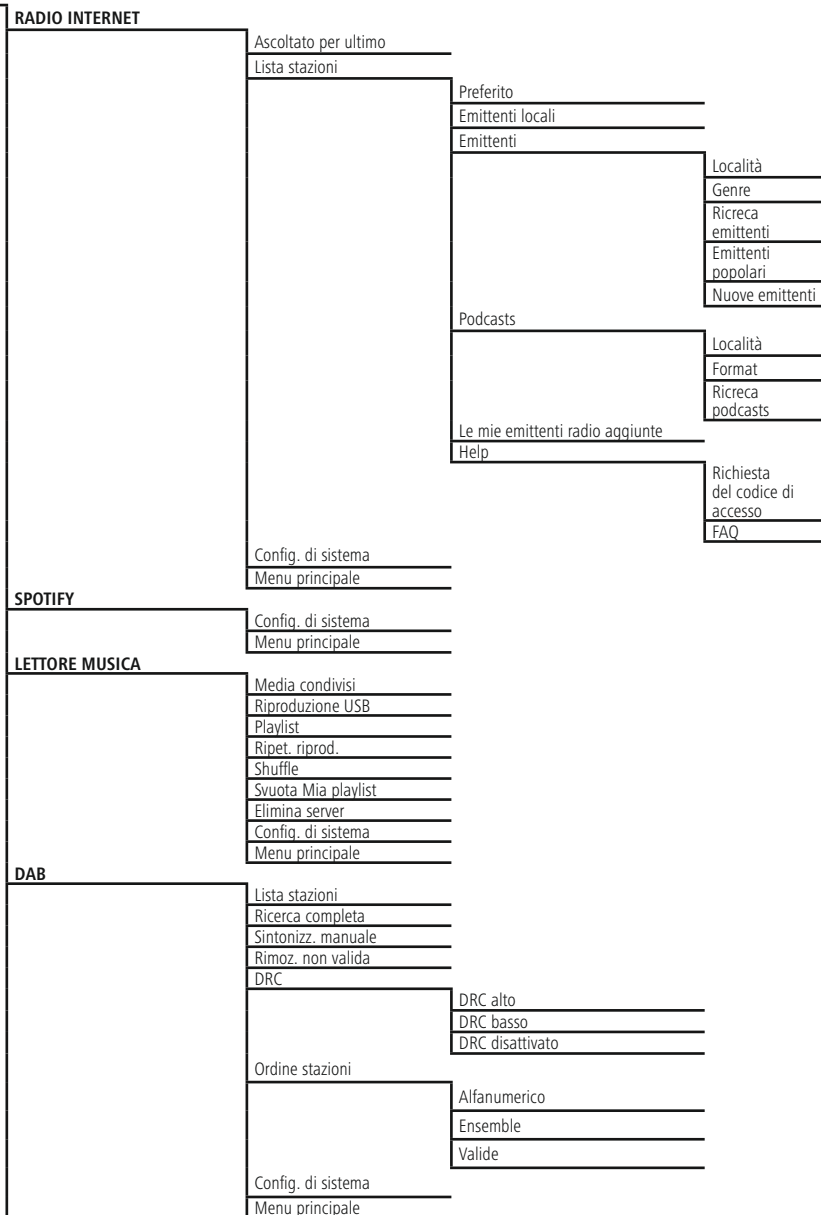 RADIO INTERNET
Ascoltato per ultimo
Lista stazioni
Preferito
Emittenti locali
Emittenti
Località
Genre
Ricreca
emittenti
Emittenti
popolari
Nuove emittenti
Podcasts
Località
Format
Ricreca
podcasts
Le mie emittenti radio aggiunte
Help
Richiesta
del codice di
accesso
FAQ
Config. di sistema
Menu principale
SPOTIFY
Config. di sistema
Menu principale
LETTORE MUSICA
Media condivisi
Riproduzione USB
Playlist
Ripet. riprod.
Shuffle
Svuota Mia playlist
Elimina server
Config. di sistema
Menu principale
DAB
Lista stazioni
Ricerca completa
Sintonizz. manuale
Rimoz. non valida
DRC
DRC alto
DRC basso
DRC disattivato
Ordine stazioni
Alfanumerico
Ensemble
Valide
Config. di sistema
Menu principale